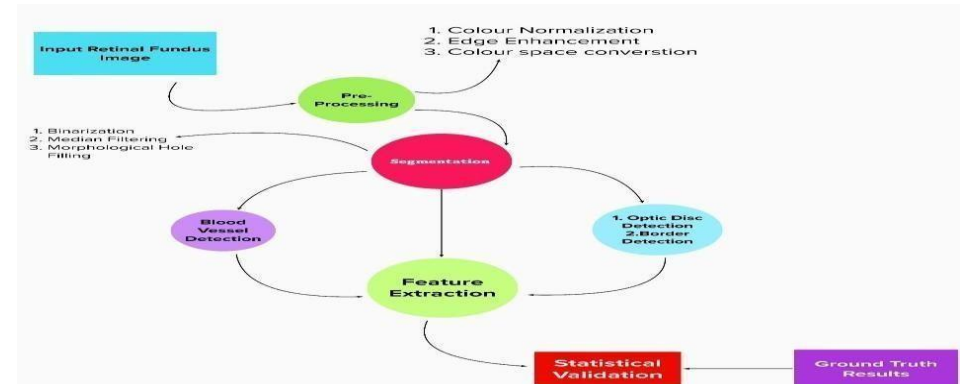 1. Colour Normalization
2. Edge Enhancement
3. Colour space converstion
Input Retinal Fundus
Image
Pre-
Processing
1. Binarization
2. Median Filtering
3. Morphological Hole
Filling
Segmentation
Blood
Vessel
Detection
1. Optic Disc
Detection
2.Border
Detection
Feature
Extraction
Statistical
Validation
Ground Truth
Results